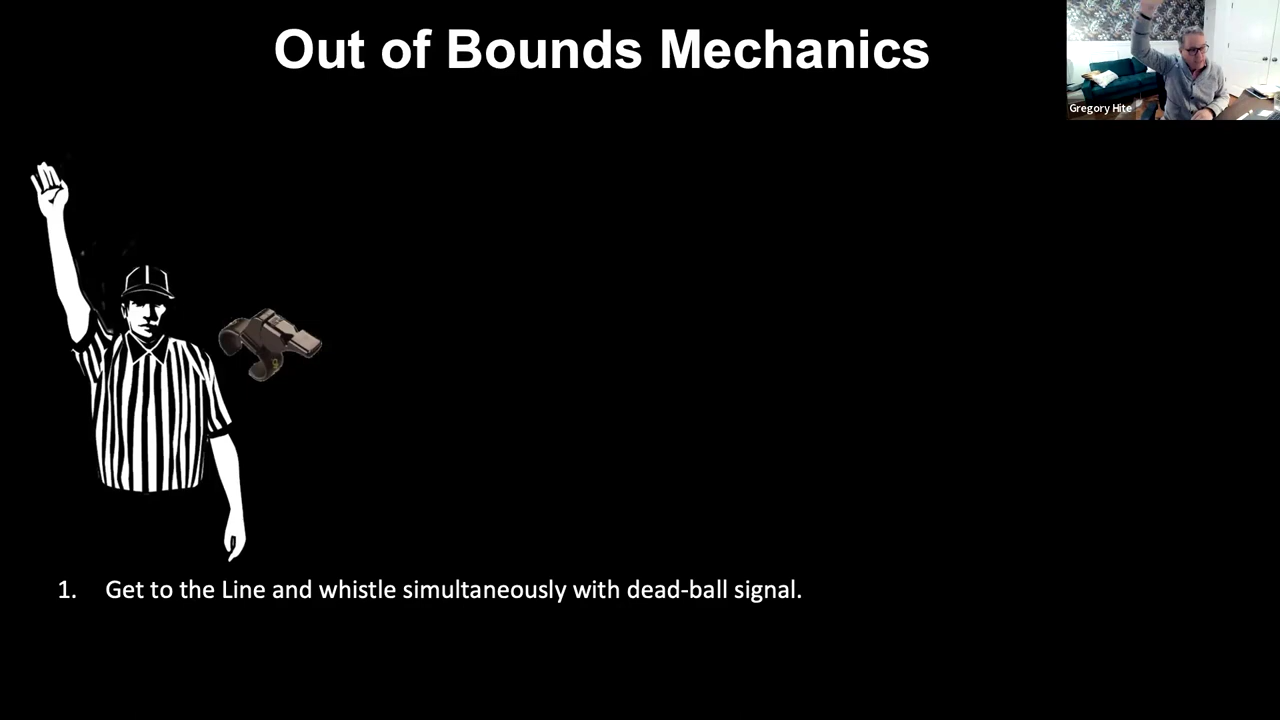 Out of Bounds Mechanics
Gregory Hite
1. Get to the Line and whistle simultaneously with dead-ball signal.